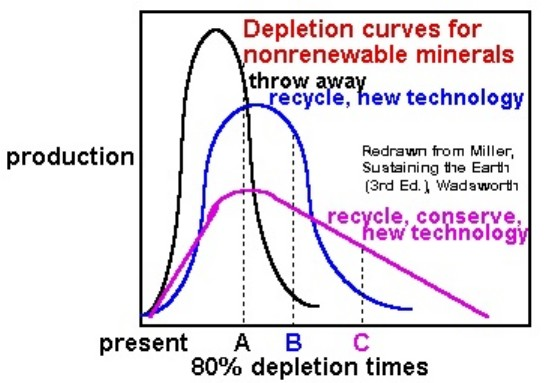 Depletion curves for
nonrenewable minerals
throw away
recycle, new technology
production
Redrawn from Miller,
Sustaining the Earth
(3rd Ed.), Wadsworth
recycle, conserve,
new technology
present A B C
80% depletion times